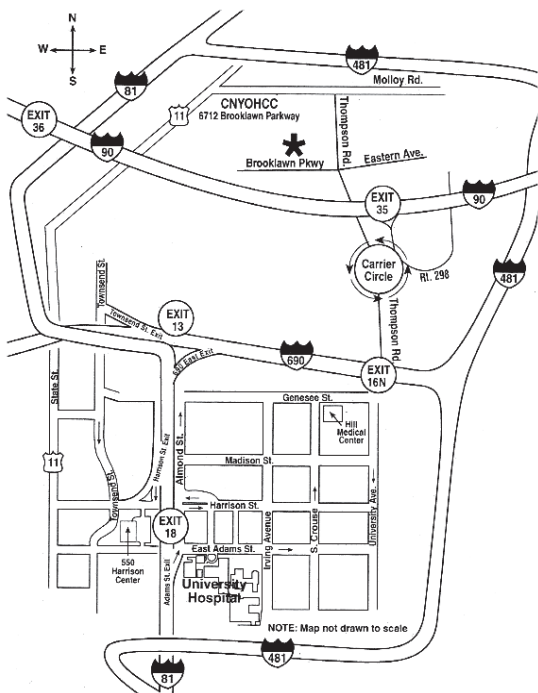 N
W E
S
481
81
Molloy Rd.
CNYOHCC
6712 Brooklawn Parkway
11
EXIT
36
90
Thompson Rd.
*
Brooklawn Pkwy
Eastern Ave.
EXIT
35
90
Carrier
Circle
Rt. 298
481
Townsend St.
Townsend St. Exit
EXIT
13
690 East Exit
690
Thompson Rd.
EXIT
16N
State St.
Genesee St.
Hill
Medical
Center
Almond St.
Harrison St. Exit
Madison St.
11
Townsend St.
Harrison St.
Irving Avenue
S. Crouse
University Ave.
EXIT
18
550
Harrison
Center
East Adams St.
Adams St. Exit
University
Hospital
NOTE: Map not drawn to scale
481
81